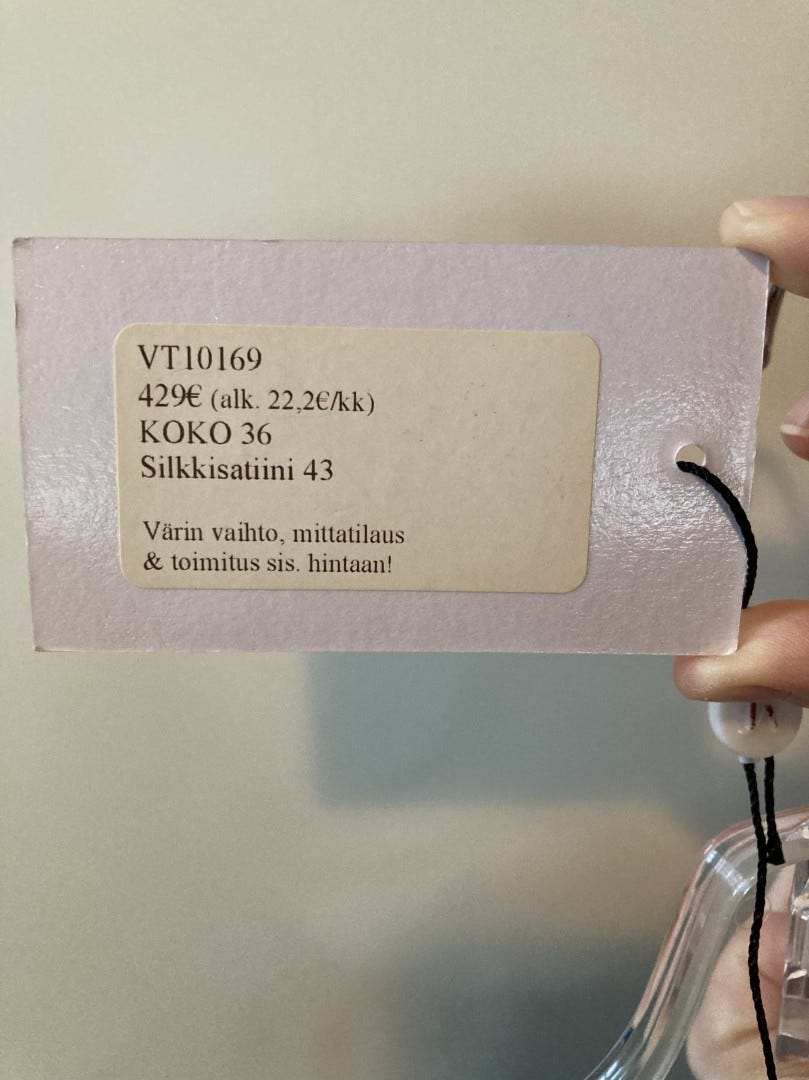 VT10169
429€ (alk. 22,2€/kk)
KOKO 36
Silkkisatiini 43
Värin vaihto, mittatilaus
& toimitus sis. hintaan!